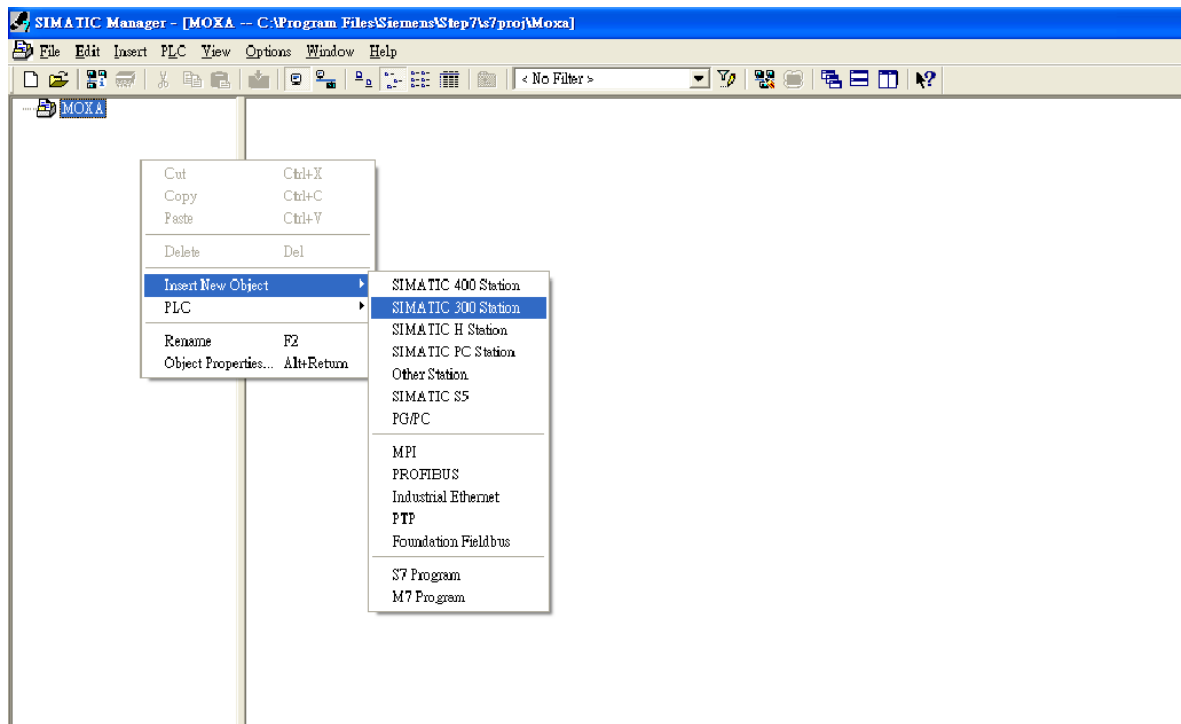 SIMATIC Manager - [MOXA -- C:\Program Files\Siemens\Step7\s7proj\Moxa]
File Edit Insert PLC View Options Window Help
< No Filter >
MOXA
Cut Ctrl+X
Copy Ctrl+C
Paste Ctrl+V
Delete Del
Insert New Object
PLC
Rename F2
Object Properties... Alt+Return
SIMATIC 400 Station
SIMATIC 300 Station
SIMATIC H Station
SIMATIC PC Station
Other Station
SIMATIC S5
PG/PC
MPI
PROFIBUS
Industrial Ethernet
PTP
Foundation Fieldbus
S7 Program
M7 Program